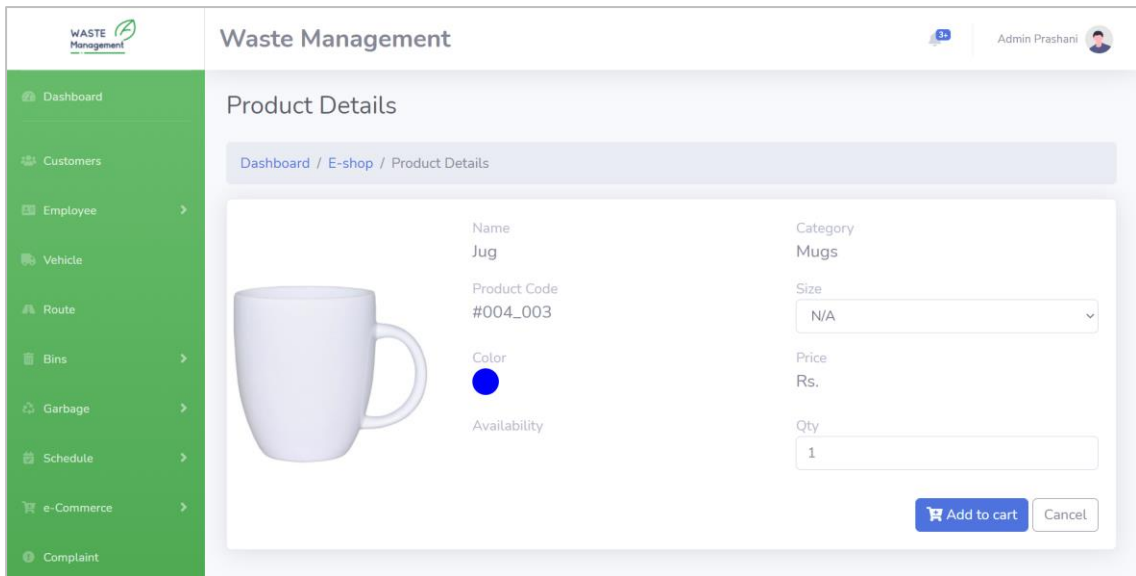 WASTE
Management
Waste Management
3+
Admin Prashani
Dashboard
Customers
Employee
Vehicle
Route
Bins
Garbage
Schedule
e-Commerce
Complaint
Product Details
Dashboard / E-shop / Product Details
Name
Jug
Category
Mugs
Product Code
#004_003
Size
N/A
Color
Price
Rs.
Availability
Qty
1
Add to cart
Cancel